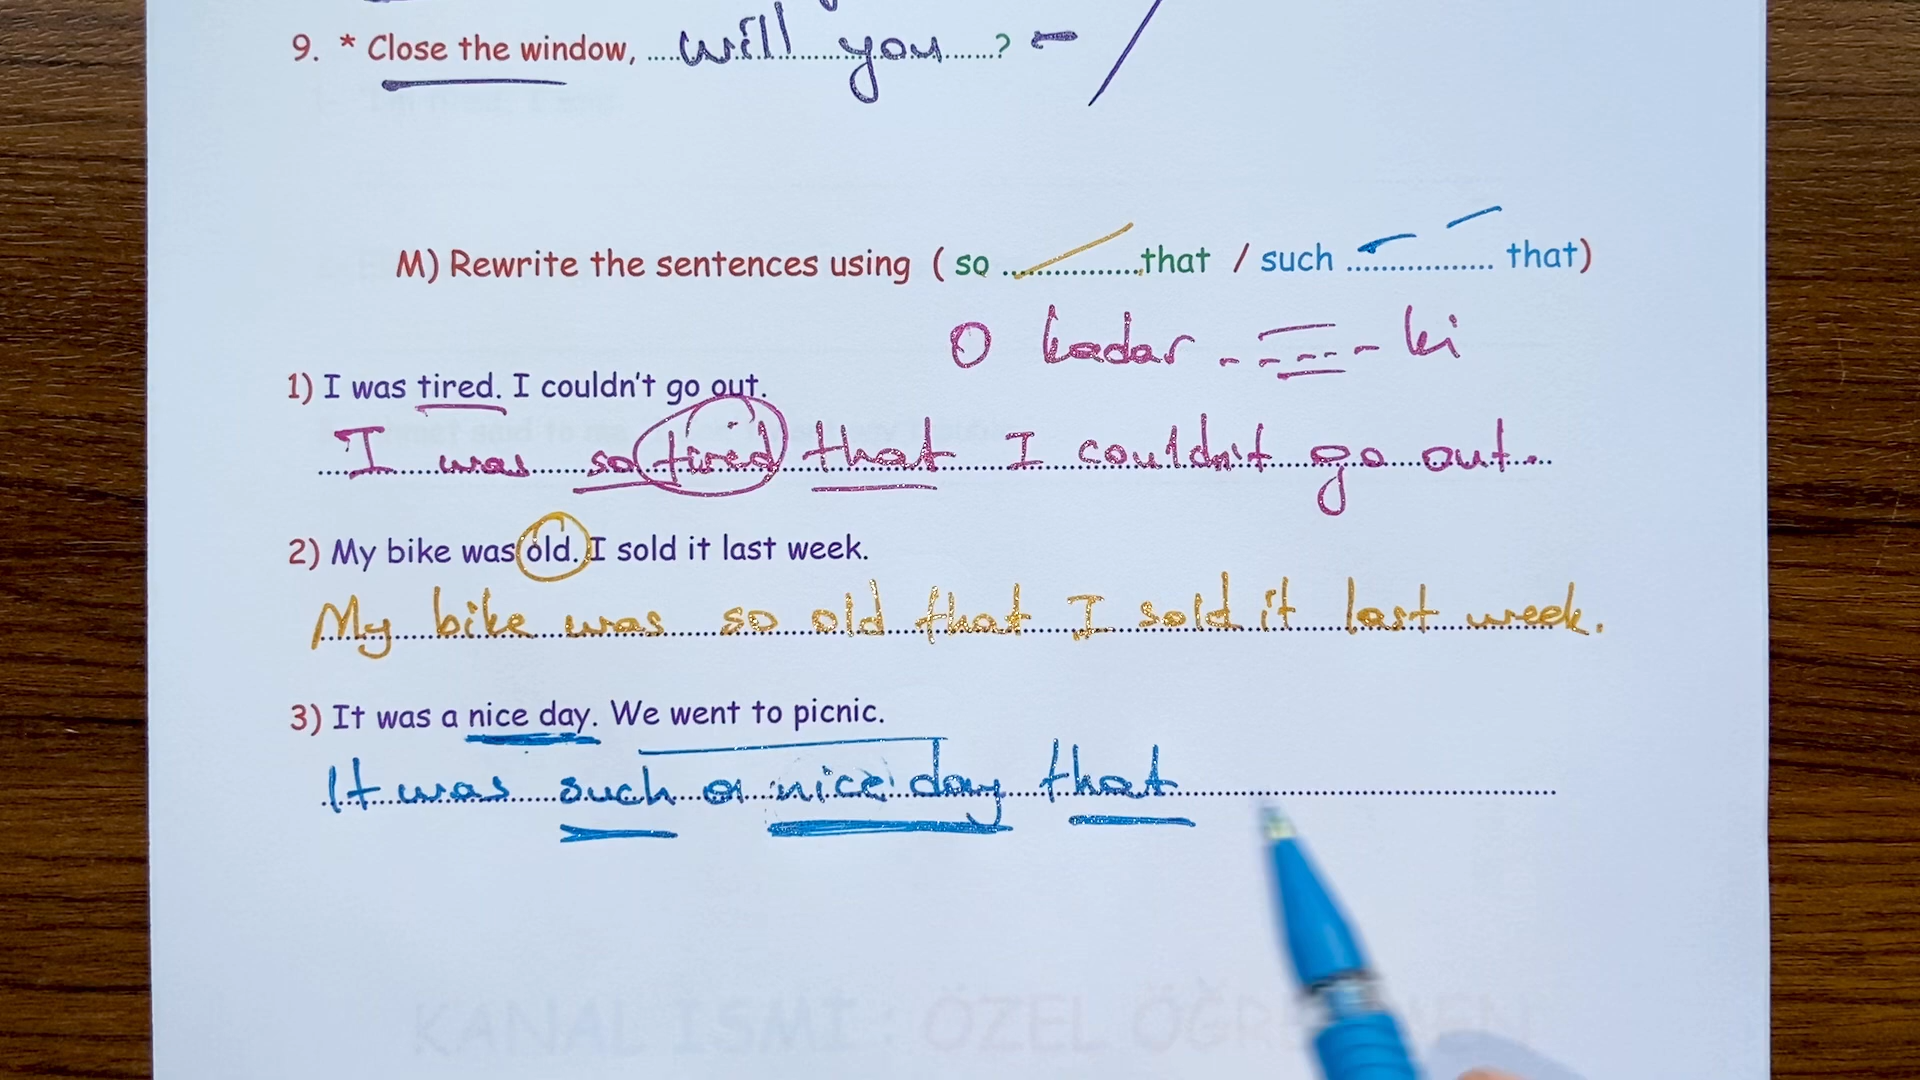 9. * Close the window, .....will you.......?
M) Rewrite the sentences using ( so ..................that / such ................... that)
O kadar - - - - - ki
1) I was tired. I couldn't go out.
I was so tired that I couldn't go out.
2) My bike was old. I sold it last week.
My bike was so old that I sold it last week.
3) It was a nice day. We went to picnic.
It was such a nice day that
KANAL İSMİ : ÖZEL